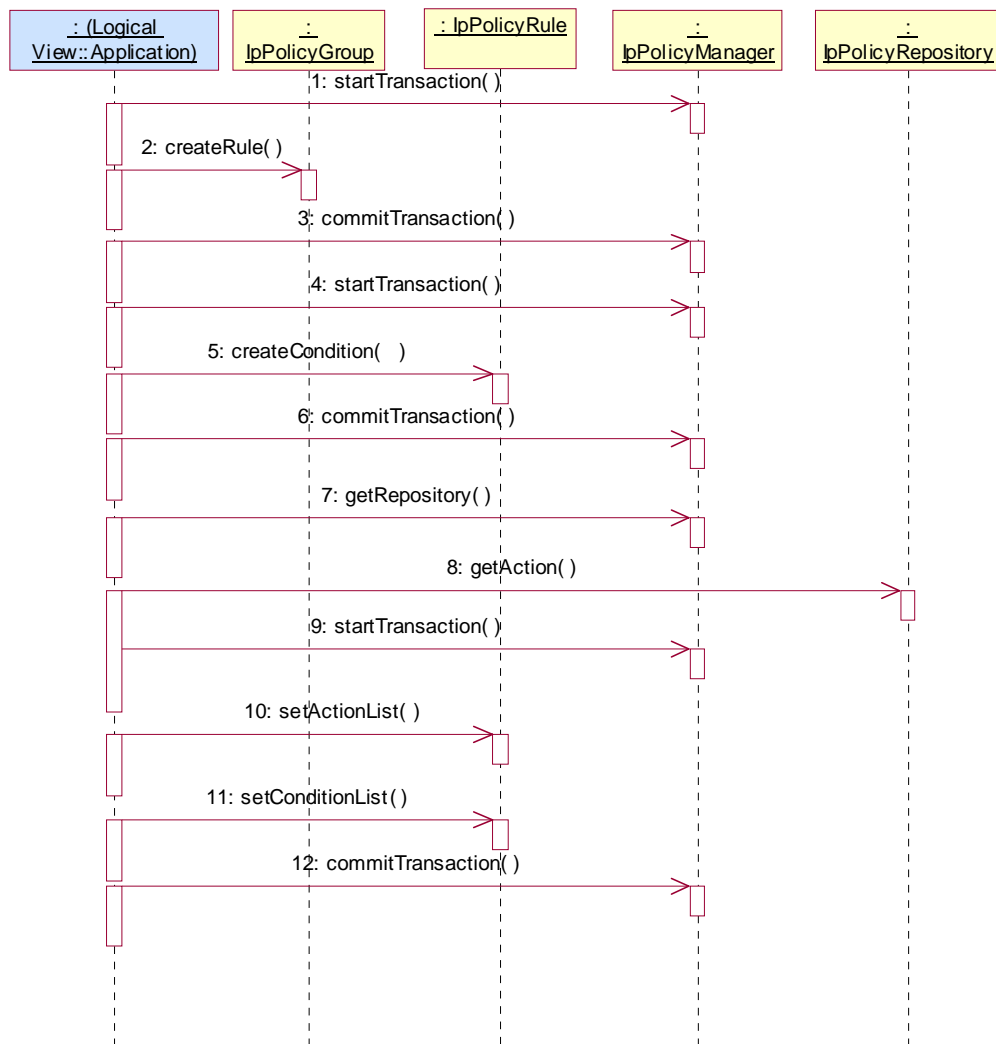 : (Logical
View::Application)
:
IpPolicyGroup
: IpPolicyRule
:
IpPolicyManager
:
IpPolicyRepository
1: startTransaction( )
2: createRule( )
3: commitTransaction( )
4: startTransaction( )
5: createCondition(   )
6: commitTransaction( )
7: getRepository( )
8: getAction( )
9: startTransaction( )
10: setActionList( )
11: setConditionList( )
12: commitTransaction( )